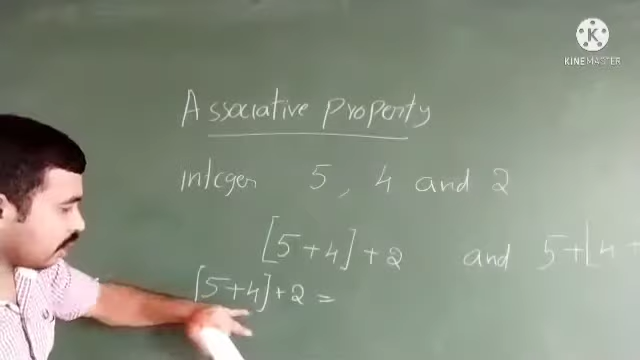 K
KINEMASTER
Associative property
Integer 5, 4 and 2
[5+4]+2 and 5+[4+
[5+4]+2=